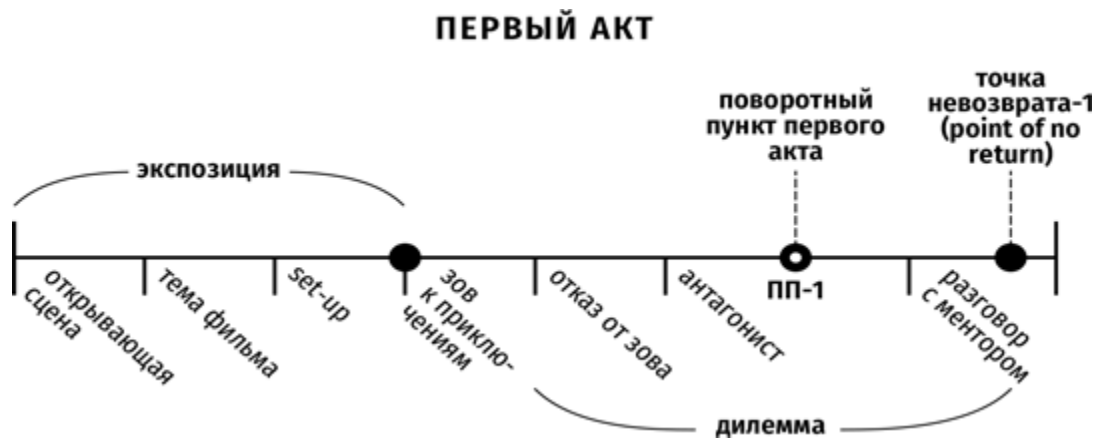 ПЕРВЫЙ АКТ
точка
невозврата-1
(point of no
return)
поворотный
пункт первого
акта
экспозиция
открывающая
сцена
тема фильма
set-up
зов
к приклю-
чениям
отказ от зова
антагонист
ПП-1
разговор
с ментором
дилемма